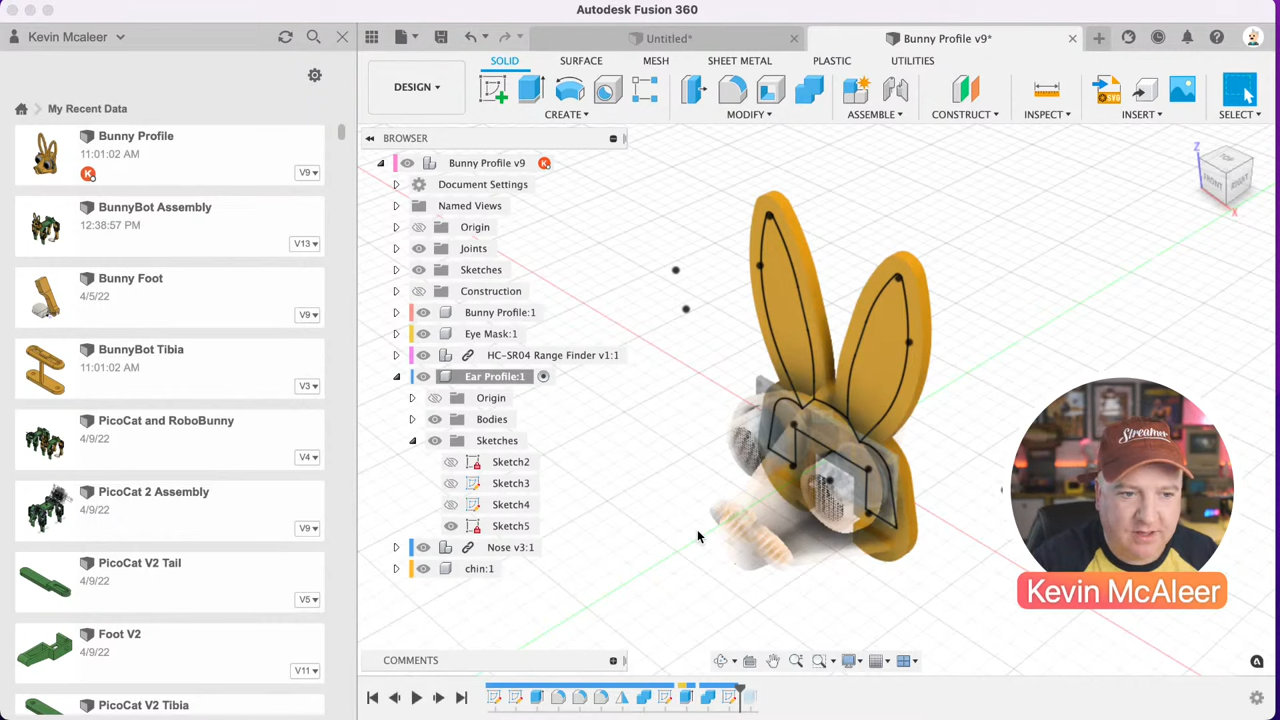 Autodesk Fusion 360
Kevin Mcaleer
Untitled*
Bunny Profile v9*
SOLID SURFACE MESH SHEET METAL PLASTIC UTILITIES
DESIGN
CREATE MODIFY ASSEMBLE CONSTRUCT INSPECT INSERT SELECT
My Recent Data
Bunny Profile
11:01:02 AM
K
V9
BunnyBot Assembly
12:38:57 PM
V13
Bunny Foot
4/5/22
V9
BunnyBot Tibia
11:01:02 AM
V3
PicoCat and RoboBunny
4/9/22
V4
PicoCat 2 Assembly
4/9/22
V9
PicoCat V2 Tail
4/9/22
V5
Foot V2
4/9/22
V11
PicoCat V2 Tibia
BROWSER
Bunny Profile v9
K
Document Settings
Named Views
Origin
Joints
Sketches
Construction
Bunny Profile:1
Eye Mask:1
HC-SR04 Range Finder v1:1
Ear Profile:1
Origin
Bodies
Sketches
Sketch2
Sketch3
Sketch4
Sketch5
Nose v3:1
chin:1
COMMENTS
Z
TOP
FRONT
RIGHT
X
SVG
Streamer
Kevin McAleer